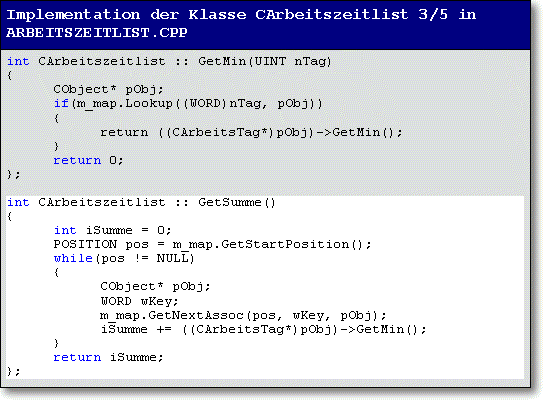 Implementation der Klasse CArbeitszeitlist 3/5 in
ARBEITSZEITLIST.CPP
int CArbeitszeitlist :: GetMin(UINT nTag)
{
CObject* pObj;
if(m_map.Lookup((WORD)nTag, pObj))
{
return ((CArbeitsTag*)pObj)->GetMin();
}
return 0;
};
int CArbeitszeitlist :: GetSumme()
{
int iSumme = 0;
POSITION pos = m_map.GetStartPosition();
while(pos != NULL)
{
CObject* pObj;
WORD wKey;
m_map.GetNextAssoc(pos, wKey, pObj);
iSumme += ((CArbeitsTag*)pObj)->GetMin();
}
return iSumme;
};